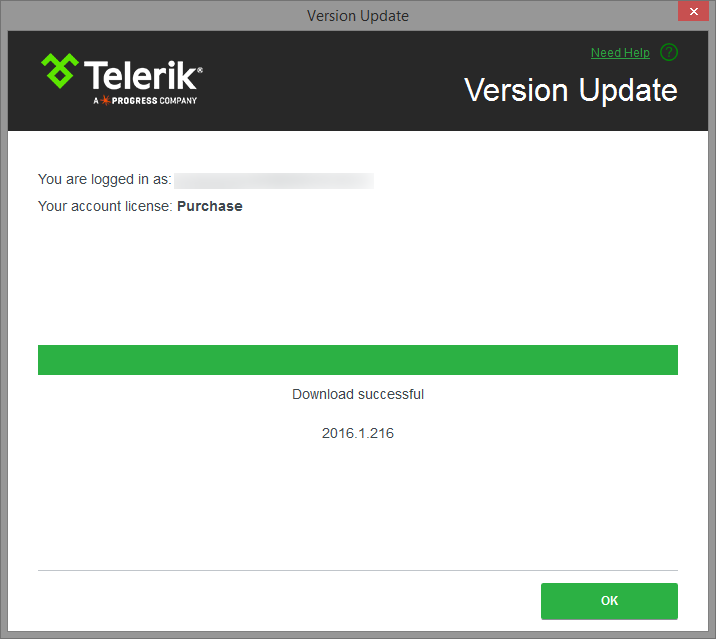 Version Update
Need Help ?
Telerik®
A PROGRESS COMPANY
Version Update
You are logged in as:
Your account license: Purchase
Download successful
2016.1.216
OK